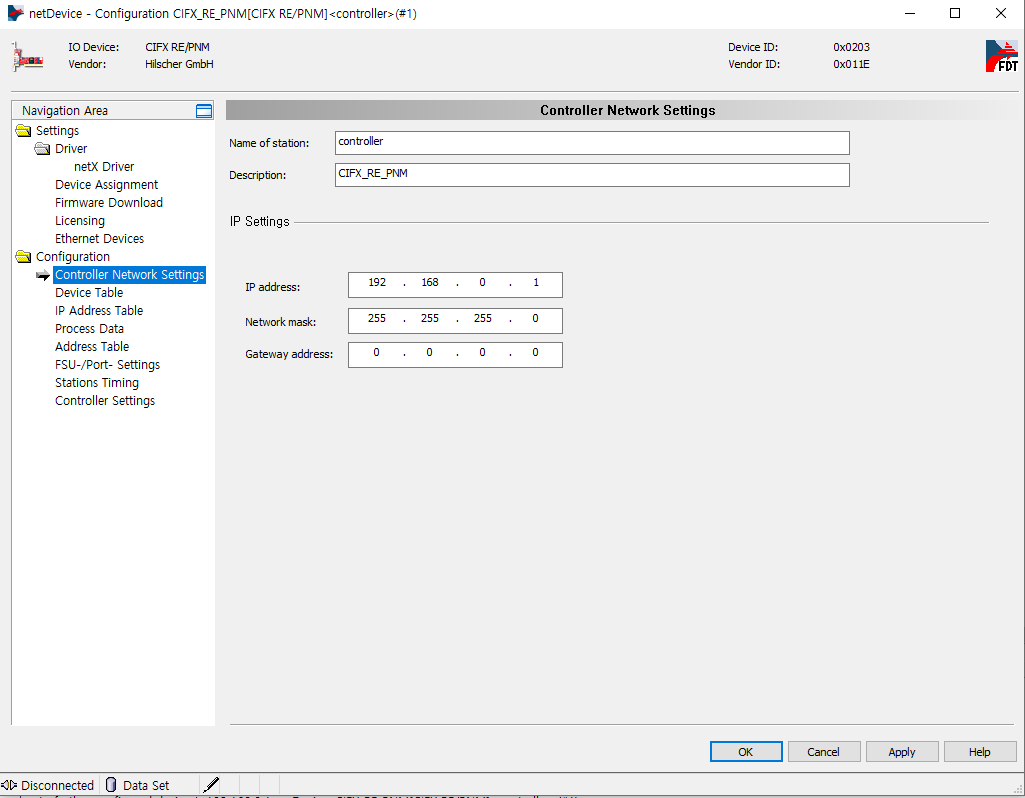 netDevice - Configuration CIFX_RE_PNM[CIFX RE/PNM]<controller>(#1)
IO Device: CIFX RE/PNM Device ID: 0x0203
Vendor: Hilscher GmbH Vendor ID: 0x011E
FDT
Navigation Area
Settings
Driver
netX Driver
Device Assignment
Firmware Download
Licensing
Ethernet Devices
Configuration
Controller Network Settings
Device Table
IP Address Table
Process Data
Address Table
FSU-/Port- Settings
Stations Timing
Controller Settings
Controller Network Settings
Name of station: controller
Description: CIFX_RE_PNM
IP Settings
IP address: 192 . 168 . 0 . 1
Network mask: 255 . 255 . 255 . 0
Gateway address: 0 . 0 . 0 . 0
OK Cancel Apply Help
Disconnected Data Set